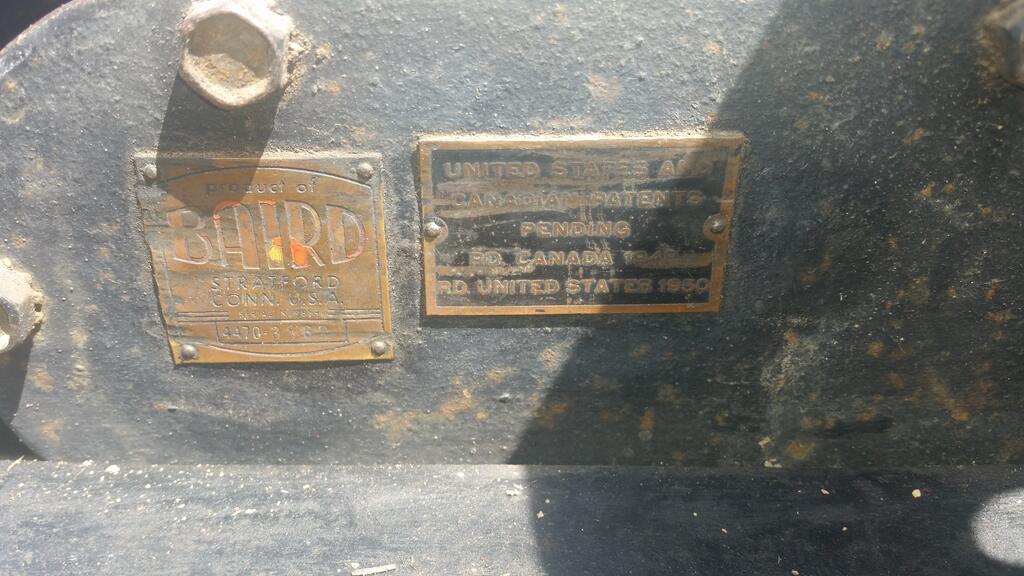 product of
BAIRD
STRATFORD
CONN. U.S.A.
UNITED STATES AND
CANADIAN PATENTS
PENDING
RD. CANADA
RD. UNITED STATES 1950